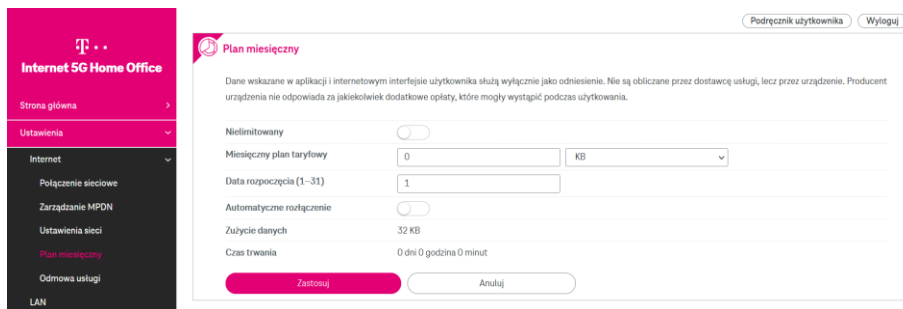 Podręcznik użytkownika
Wyloguj
T
Internet 5G Home Office
Strona główna
Ustawienia
Internet
Połączenie sieciowe
Zarządzanie MPDN
Ustawienia sieci
Plan miesięczny
Odmowa usługi
LAN
Plan miesięczny
Dane wskazane w aplikacji i internetowym interfejsie użytkownika służą wyłącznie jako odniesienie. Nie są obliczane przez dostawcę usługi, lecz przez urządzenie. Producent
urządzenia nie odpowiada za jakiekolwiek dodatkowe opłaty, które mogły wystąpić podczas użytkowania.
Nielimitowany
Miesięczny plan taryfowy 0 KB
Data rozpoczęcia (1–31) 1
Automatyczne rozłączenie
Zużycie danych 32 KB
Czas trwania 0 dni 0 godzina 0 minut
Zastosuj Anuluj